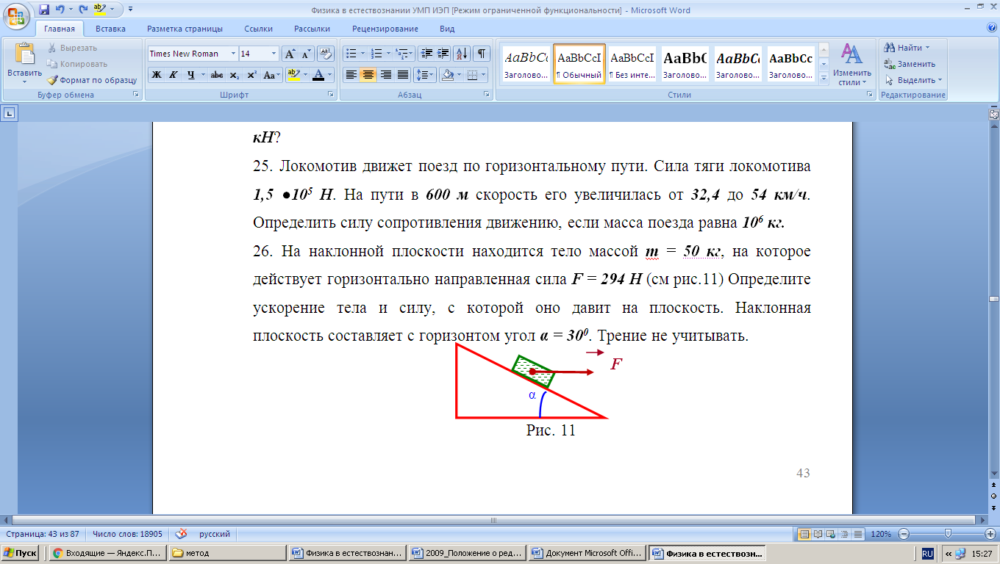 Физика в естествознании УМП ИЭП [Режим ограниченной функциональности] - Microsoft Word
Главная Вставка Разметка страницы Ссылки Рассылки Рецензирование Вид
Вставить
Вырезать
Копировать
Формат по образцу
Буфер обмена
Times New Roman 14
Ж К Ч abc x₂ x² Aa
Шрифт
Абзац
AaBbCc AaBbCcI AaBbCcI AaBbC AaBbCc AaBbCc
Заголово... ¶ Обычный ¶ Без инте... Заголово... Заголово... Заголово...
Изменить стили
Стили
Найти
Заменить
Выделить
Редактирование
кН?
25. Локомотив движет поезд по горизонтальному пути. Сила тяги локомотива
1,5 ●10⁵ Н. На пути в 600 м скорость его увеличилась от 32,4 до 54 км/ч.
Определить силу сопротивления движению, если масса поезда равна 10⁶ кг.
26. На наклонной плоскости находится тело массой m = 50 кг, на которое
действует горизонтально направленная сила F = 294 Н (см рис.11) Определите
ускорение тела и силу, с которой оно давит на плоскость. Наклонная
плоскость составляет с горизонтом угол α = 30⁰. Трение не учитывать.
F
α
Рис. 11
43
Страница: 43 из 87 Число слов: 18905 русский 120%
Пуск Входящие — Яндекс.П... метод Физика в естествознан... 2009_Положение о ред... Документ Microsoft Offi... Физика в естествозн... RU 15:27